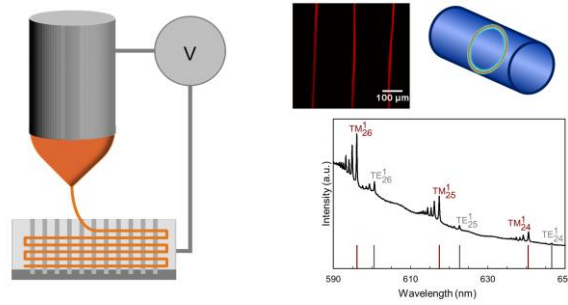 V
100 µm
TM¹₂₆
TE¹₂₆
TM¹₂₅
TE¹₂₅
TM¹₂₄
TE¹₂₄
Intensity (a.u.)
590 610 630 65
Wavelength (nm)